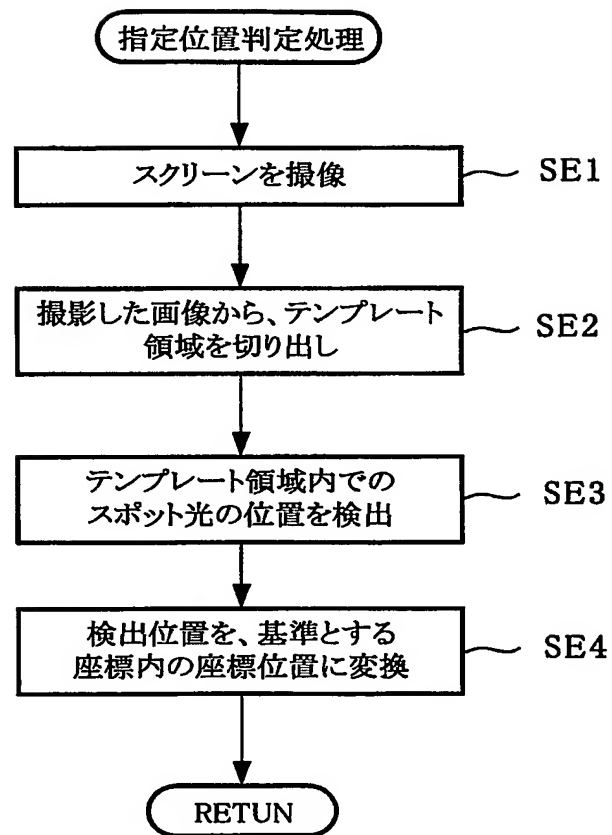 指定位置判定処理
スクリーンを撮像
SE1
撮影した画像から、テンプレート
領域を切り出し
SE2
テンプレート領域内での
スポット光の位置を検出
SE3
検出位置を、基準とする
座標内の座標位置に変換
SE4
RETUN